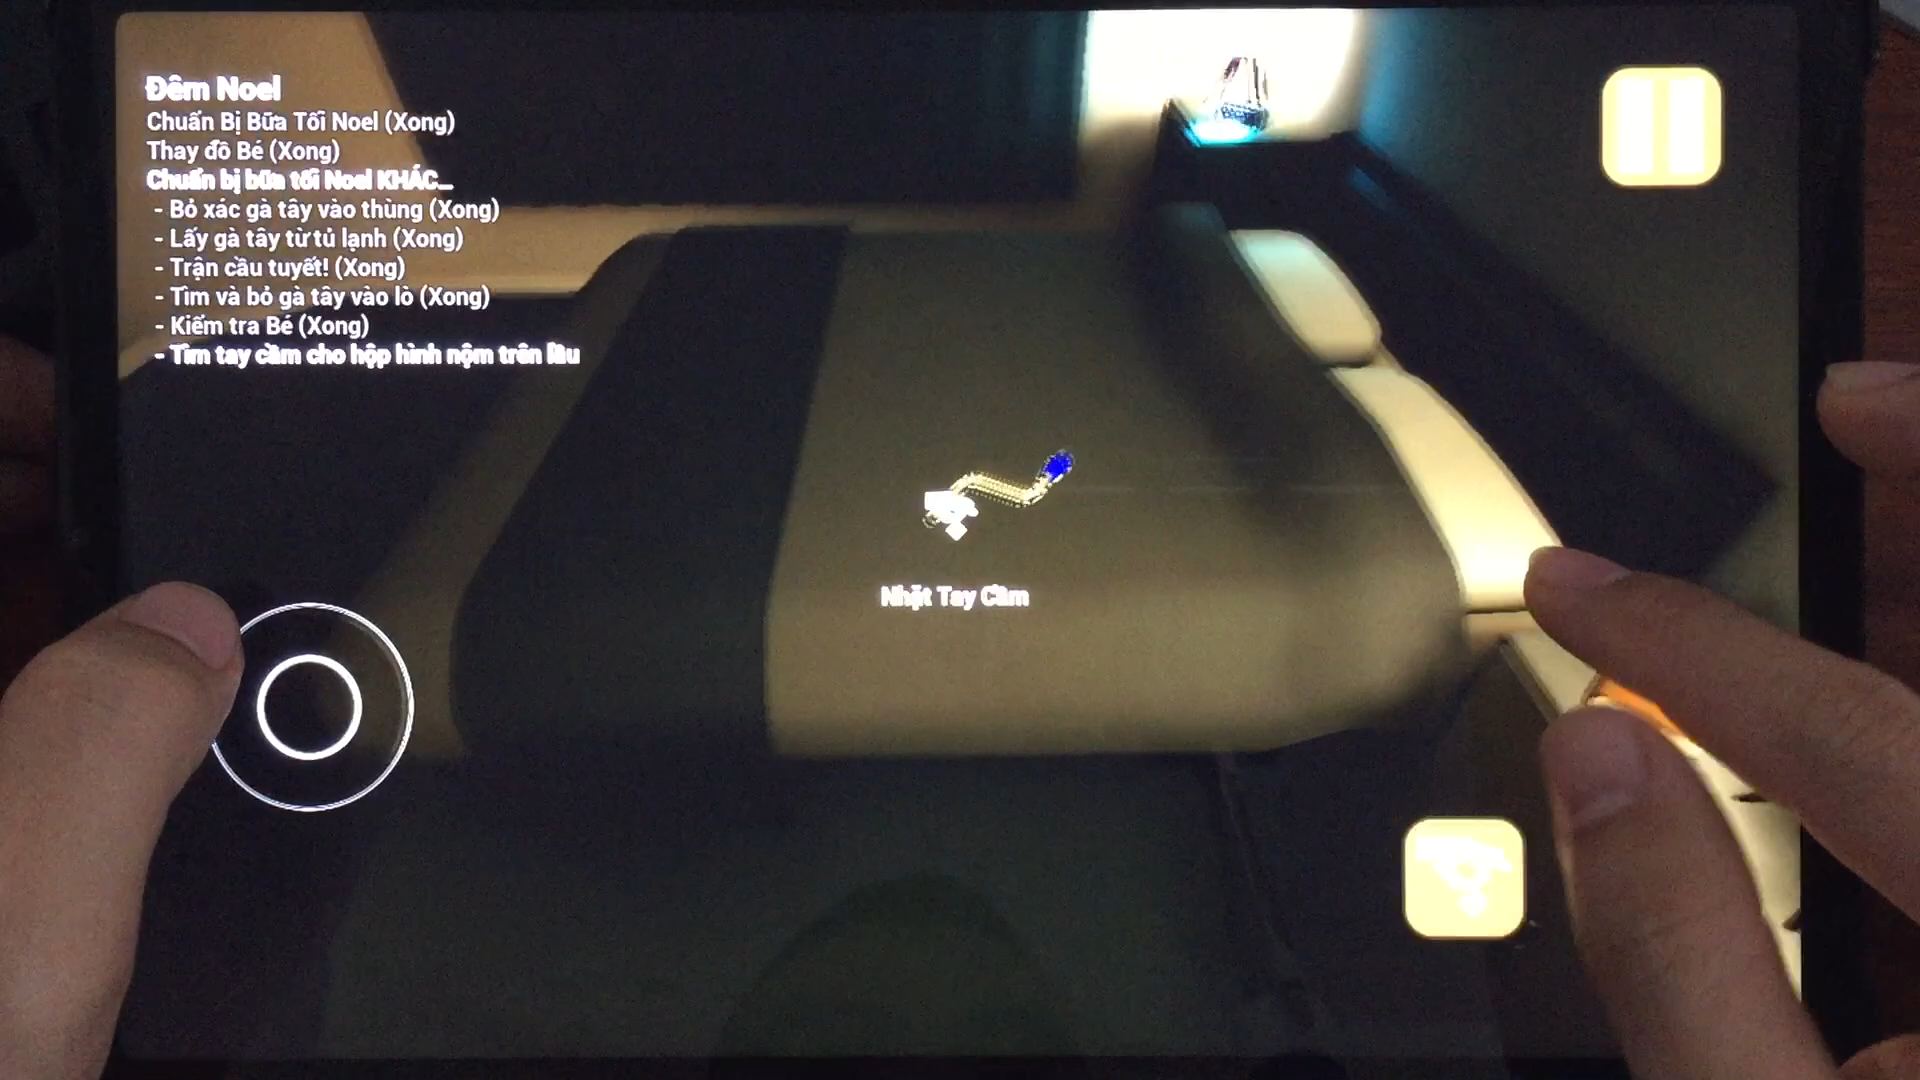 Đêm Noel
Chuẩn Bị Bữa Tối Noel (Xong)
Thay đồ Bé (Xong)
Chuẩn bị bữa tối Noel KHÁC...
- Bỏ xác gà tây vào thùng (Xong)
- Lấy gà tây từ tủ lạnh (Xong)
- Trận cầu tuyết! (Xong)
- Tìm và bỏ gà tây vào lò (Xong)
- Kiểm tra Bé (Xong)
- Tìm tay cầm cho hộp hình nộm trên lầu
Nhặt Tay Cầm